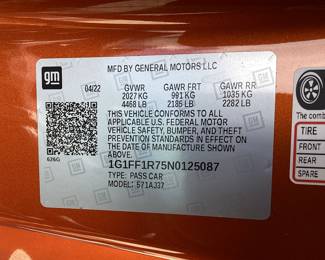 gm
MFD BY GENERAL MOTORS LLC
04/22 GVWR GAWR FRT GAWR RR
2027 KG 991 KG 1035 KG
4468 LB 2185 LB 2282 LB
THIS VEHICLE CONFORMS TO ALL
APPLICABLE U.S. FEDERAL MOTOR
VEHICLE SAFETY, BUMPER, AND THEFT
PREVENTION STANDARDS IN EFFECT ON
THE DATE OF MANUFACTURE SHOWN
ABOVE.
1G1FF1R75N0125087
TYPE: PASS CAR
MODEL: 571A337
626G
The combi
TIRE
FRONT
REAR
SPARE